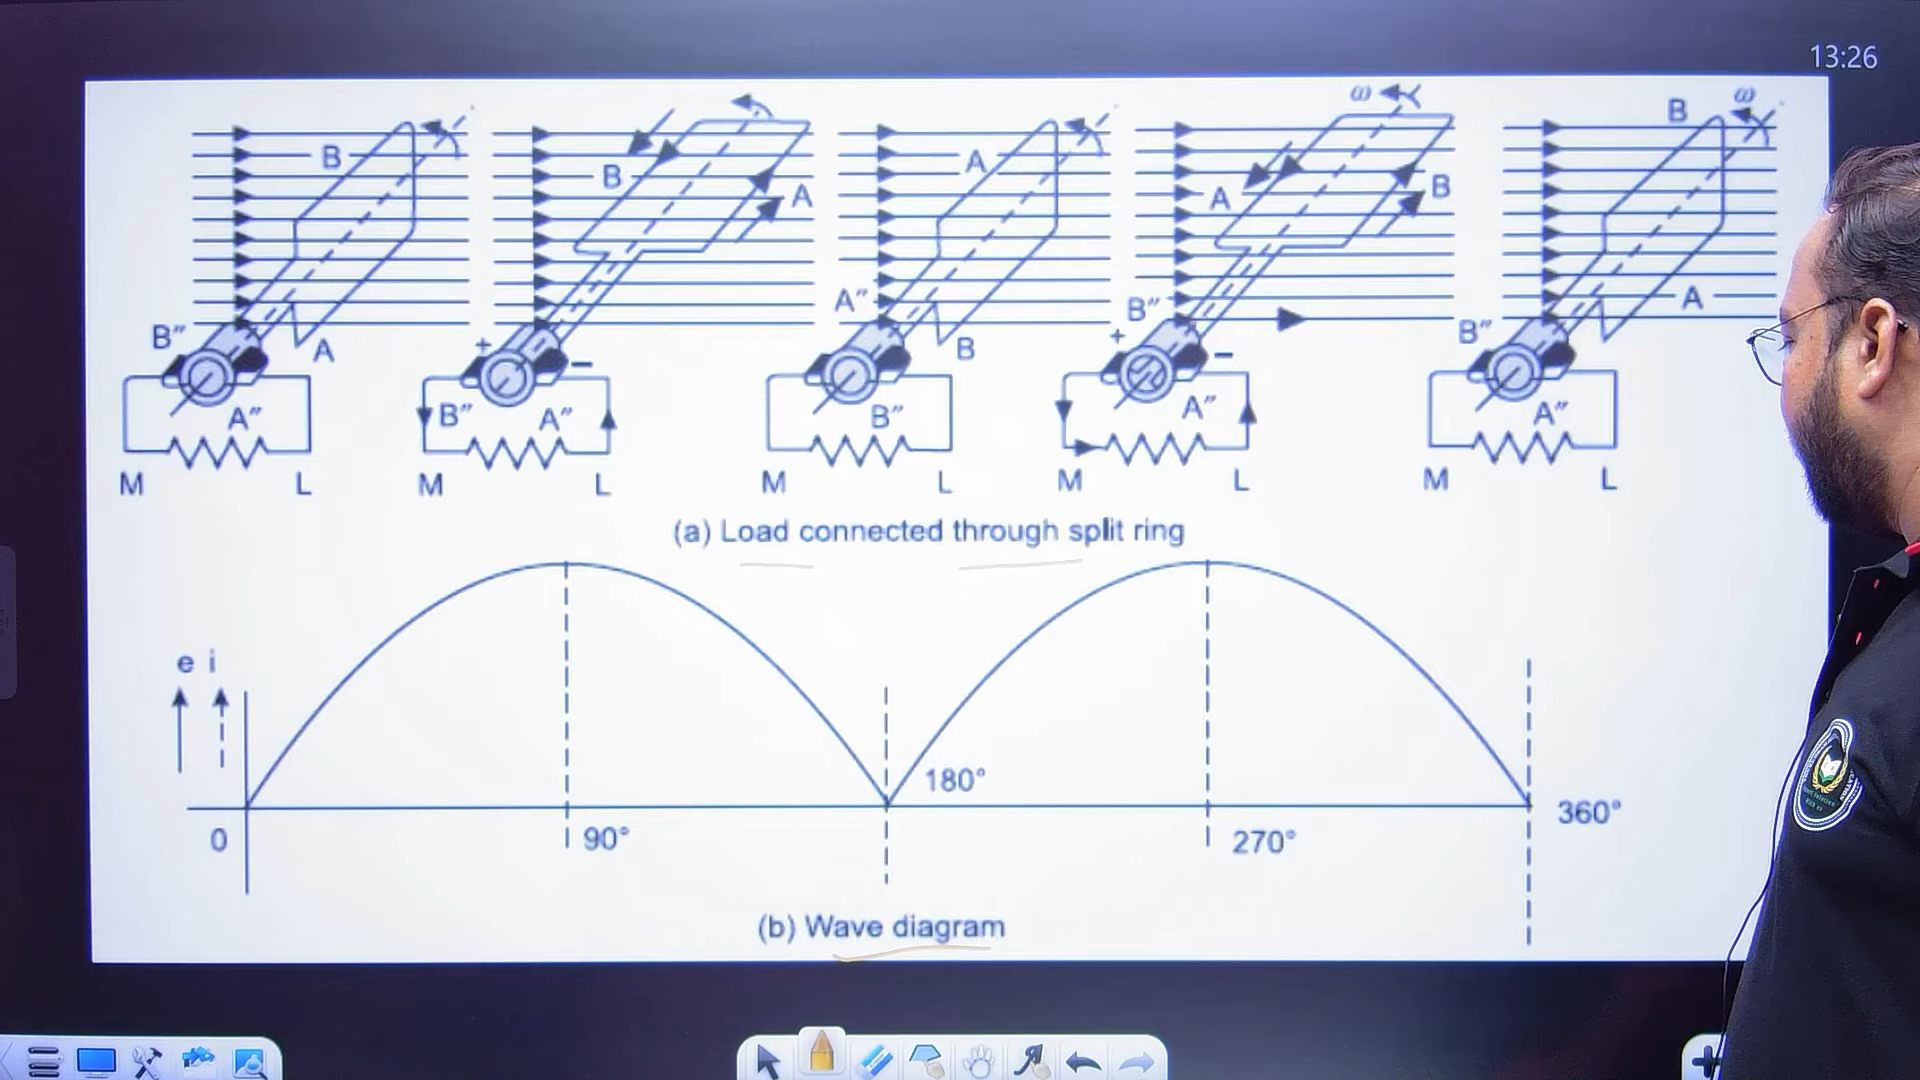 13:26
ω
B
ω
B
B
A
A
A
B
A
A″
B″
A
B″
+
−
A
B
+
−
B″
A″
B″
A″
B″
A″
A″
M
L
M
L
M
L
M
L
M
L
(a) Load connected through split ring
e i
180°
360°
0
90°
270°
(b) Wave diagram